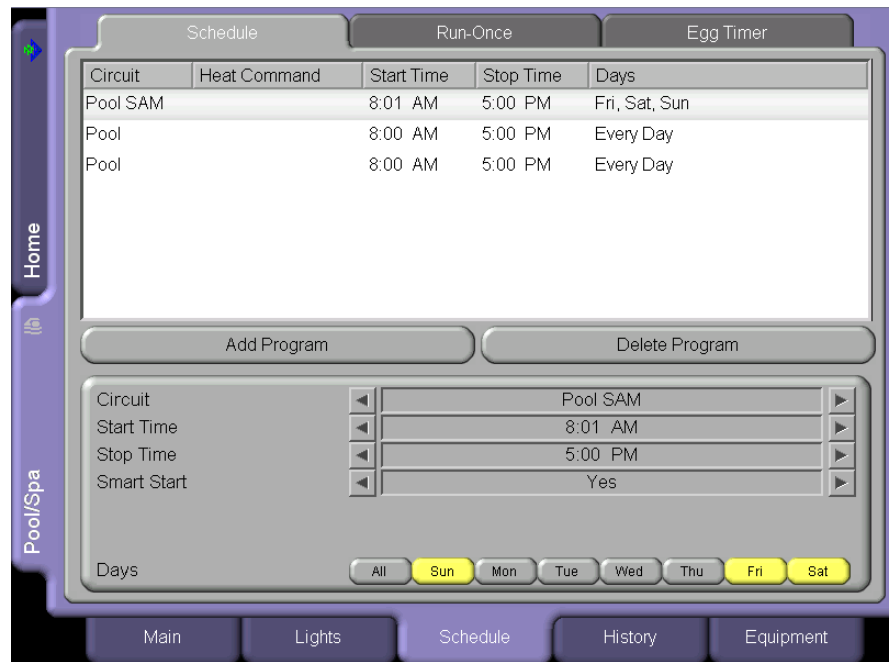 Schedule Run-Once Egg Timer
Circuit Heat Command Start Time Stop Time Days
Pool SAM 8:01 AM 5:00 PM Fri, Sat, Sun
Pool 8:00 AM 5:00 PM Every Day
Pool 8:00 AM 5:00 PM Every Day
Home
Add Program Delete Program
Circuit Pool SAM
Start Time 8:01 AM
Stop Time 5:00 PM
Smart Start Yes
Pool/Spa
Days All Sun Mon Tue Wed Thu Fri Sat
Main Lights Schedule History Equipment